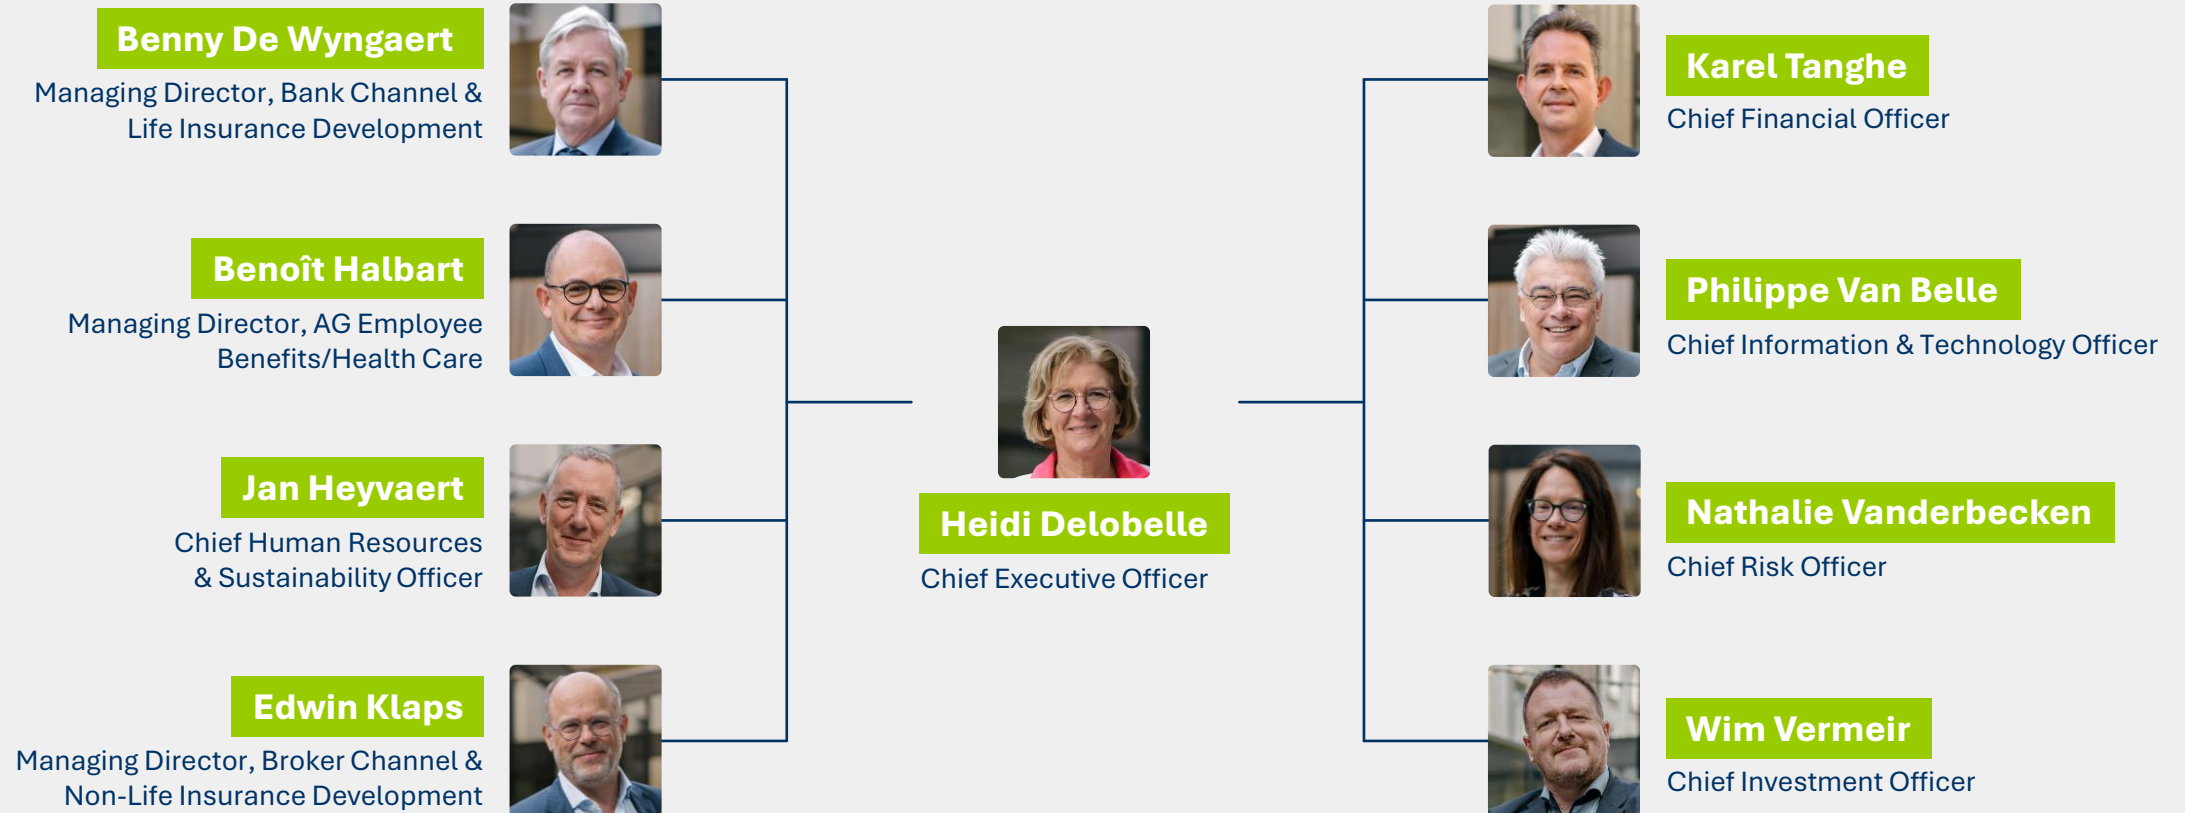 Benny De Wyngaert
Managing Director, Bank Channel &
Life Insurance Development
Benoît Halbart
Managing Director, AG Employee
Benefits/Health Care
Jan Heyvaert
Chief Human Resources
& Sustainability Officer
Edwin Klaps
Managing Director, Broker Channel &
Non-Life Insurance Development
Heidi Delobelle
Chief Executive Officer
Karel Tanghe
Chief Financial Officer
Philippe Van Belle
Chief Information & Technology Officer
Nathalie Vanderbecken
Chief Risk Officer
Wim Vermeir
Chief Investment Officer